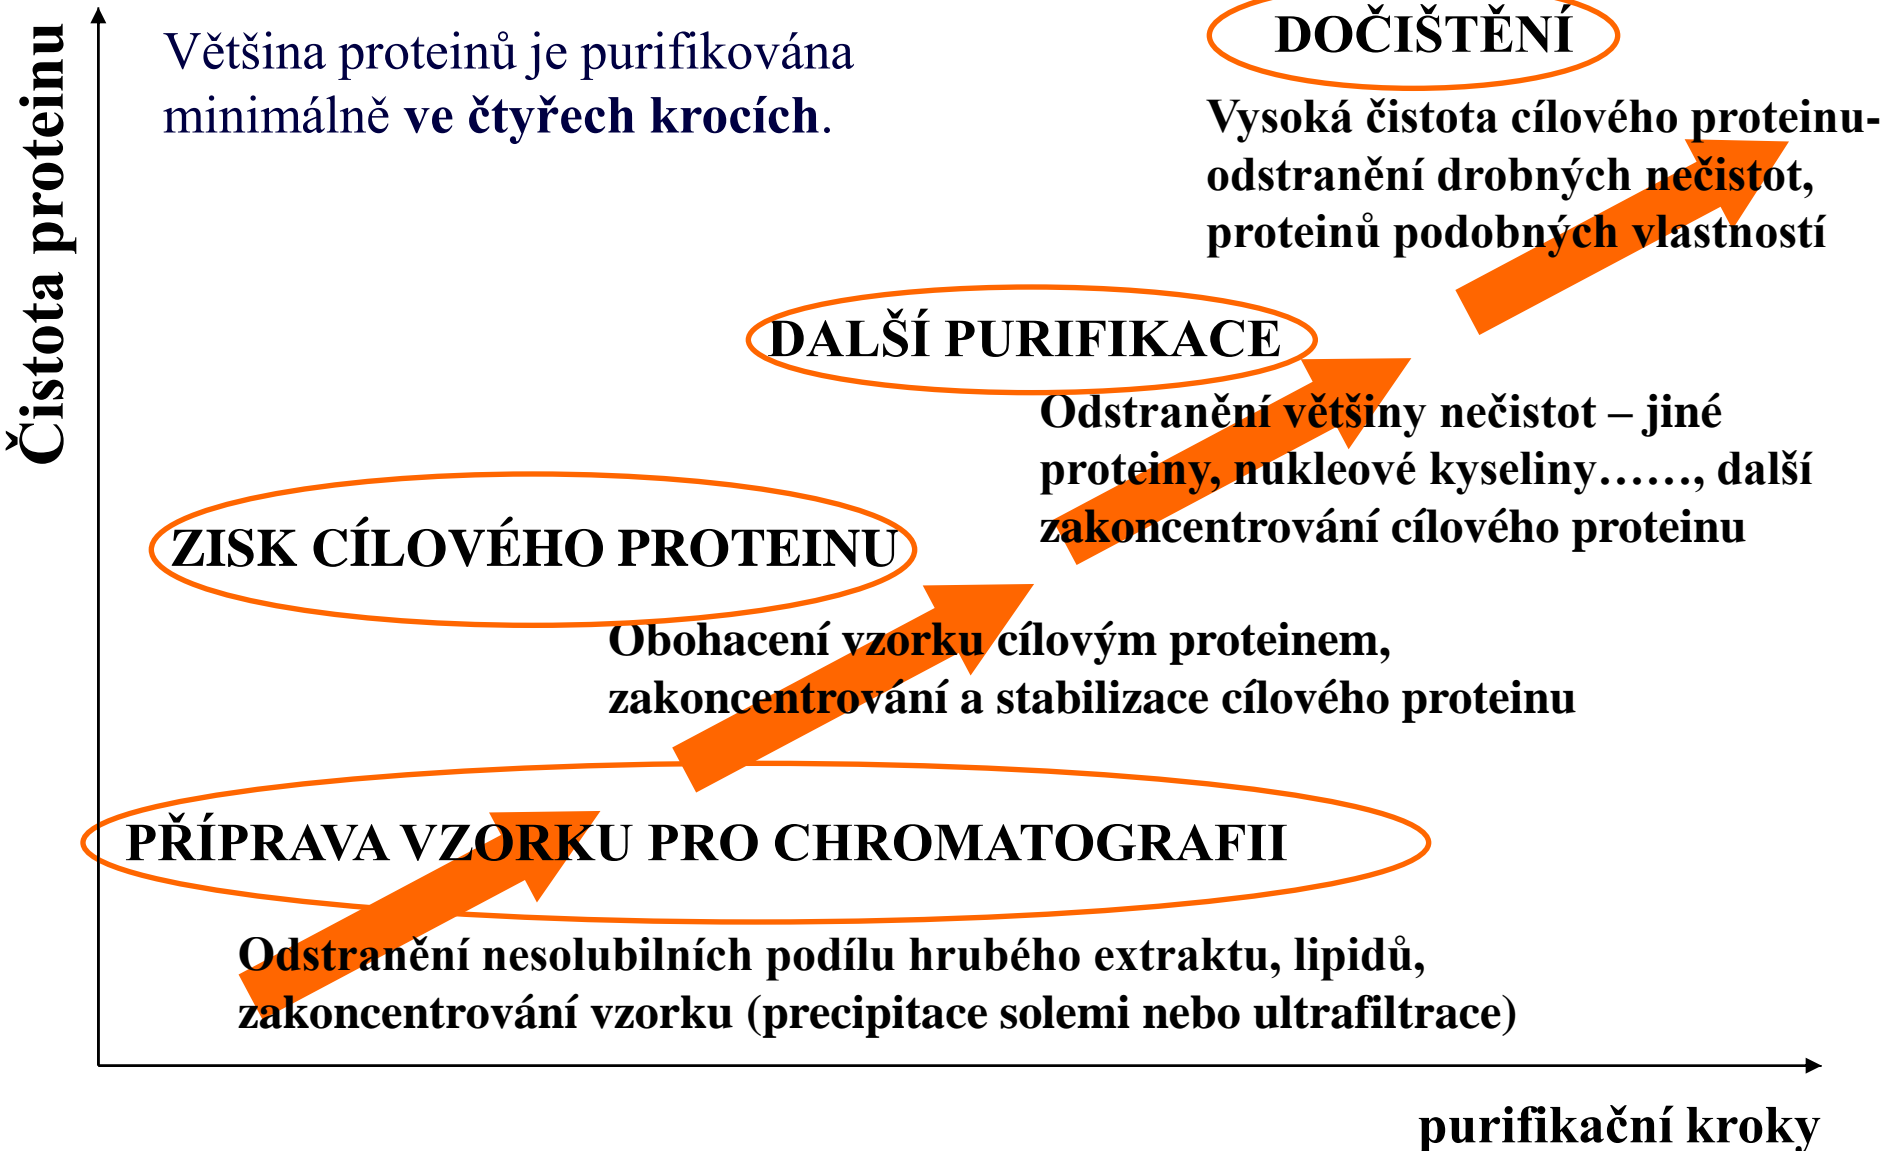 Čistota proteinu
Většina proteinů je purifikována
minimálně ve čtyřech krocích.
DOČIŠTĚNÍ
Vysoká čistota cílového proteinu-
odstranění drobných nečistot,
proteinů podobných vlastností
DALŠÍ PURIFIKACE
Odstranění většiny nečistot – jiné
proteiny, nukleové kyseliny……, další
zakoncentrování cílového proteinu
ZISK CÍLOVÉHO PROTEINU
Obohacení vzorku cílovým proteinem,
zakoncentrování a stabilizace cílového proteinu
PŘÍPRAVA VZORKU PRO CHROMATOGRAFII
Odstranění nesolubilních podílu hrubého extraktu, lipidů,
zakoncentrování vzorku (precipitace solemi nebo ultrafiltrace)
purifikační kroky